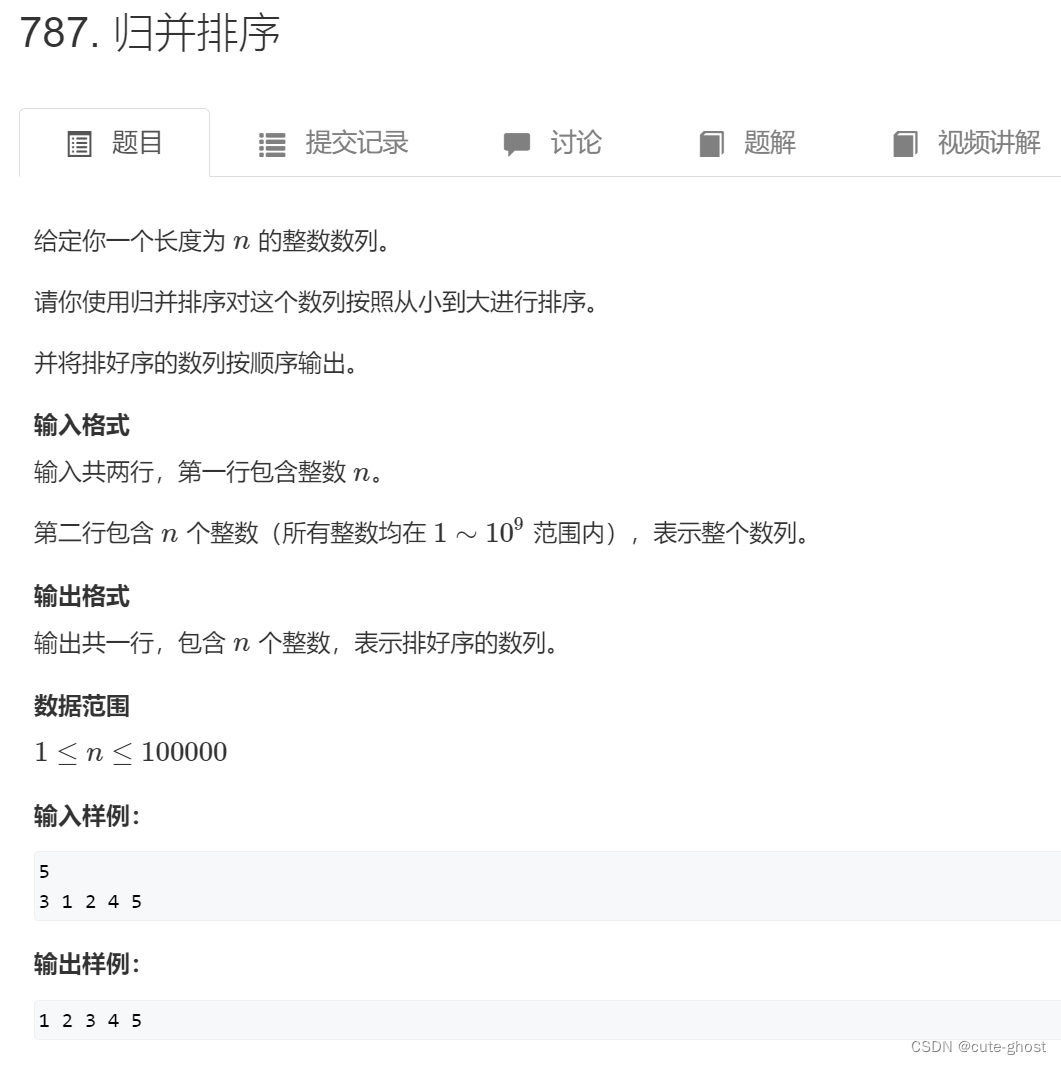 787. 归并排序
题目 提交记录 讨论 题解 视频讲解
给定你一个长度为 n 的整数数列。
请你使用归并排序对这个数列按照从小到大进行排序。
并将排好序的数列按顺序输出。
输入格式
输入共两行，第一行包含整数 n。
第二行包含 n 个整数（所有整数均在 1 ∼ 10⁹ 范围内），表示整个数列。
输出格式
输出共一行，包含 n 个整数，表示排好序的数列。
数据范围
1 ≤ n ≤ 100000
输入样例：
5
3 1 2 4 5
输出样例：
1 2 3 4 5
CSDN @cute-ghost